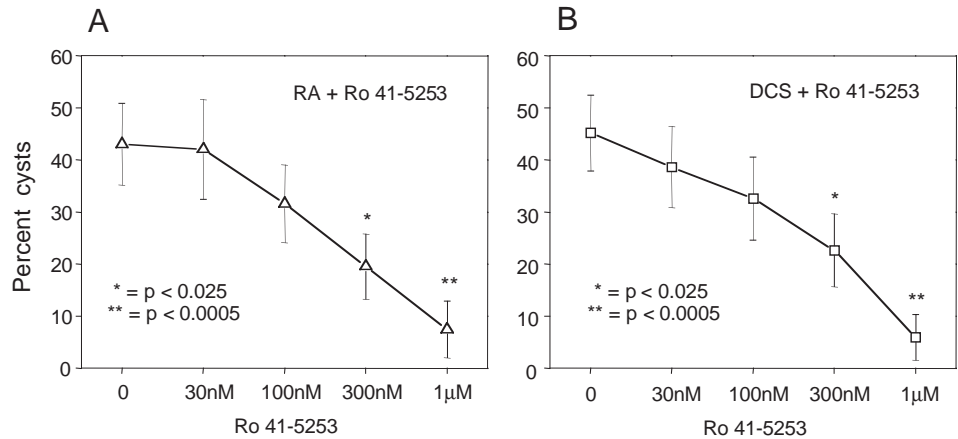 A
60
50
40
30
20
10
0
Percent cysts
RA + Ro 41-5253
*
**
* = p < 0.025
** = p < 0.0005
0 30nM 100nM 300nM 1µM
Ro 41-5253
B
60
50
40
30
20
10
0
DCS + Ro 41-5253
*
**
* = p < 0.025
** = p < 0.0005
0 30nM 100nM 300nM 1µM
Ro 41-5253